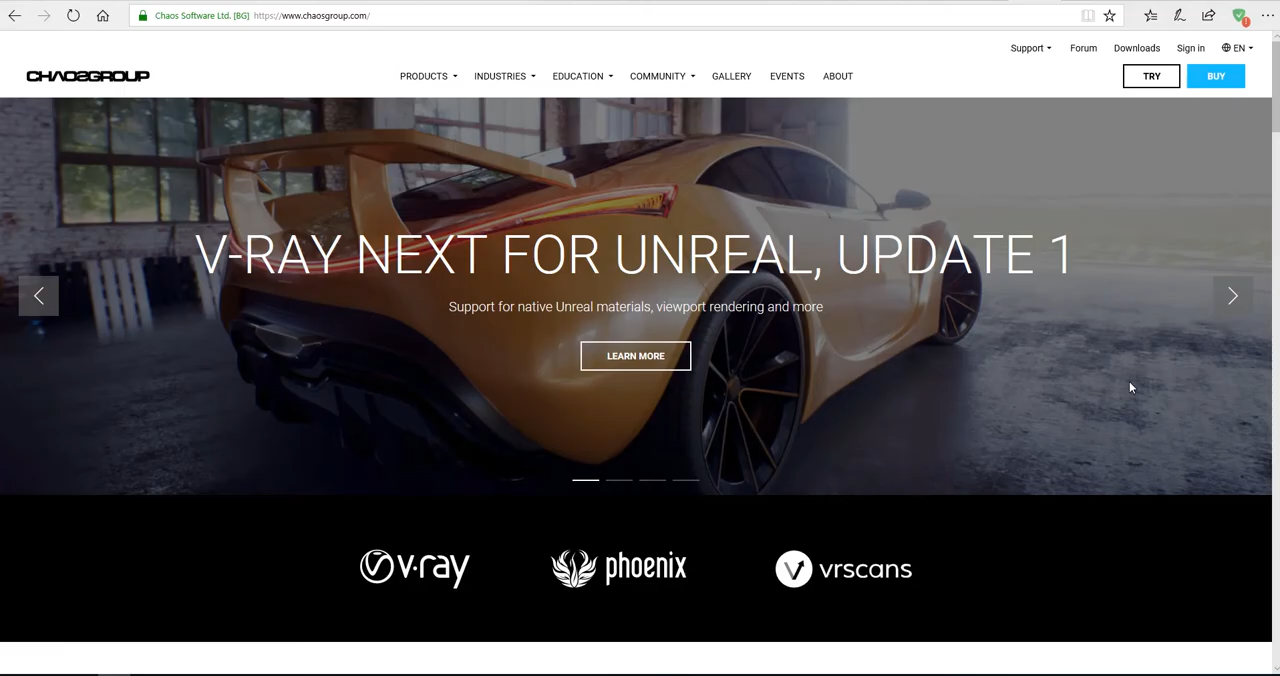 Chaos Software Ltd. [BG] https://www.chaosgroup.com/
Support Forum Downloads Sign in EN
CHAOSGROUP PRODUCTS INDUSTRIES EDUCATION COMMUNITY GALLERY EVENTS ABOUT TRY BUY
V-RAY NEXT FOR UNREAL, UPDATE 1
Support for native Unreal materials, viewport rendering and more
LEARN MORE
v·ray phoenix vrscans